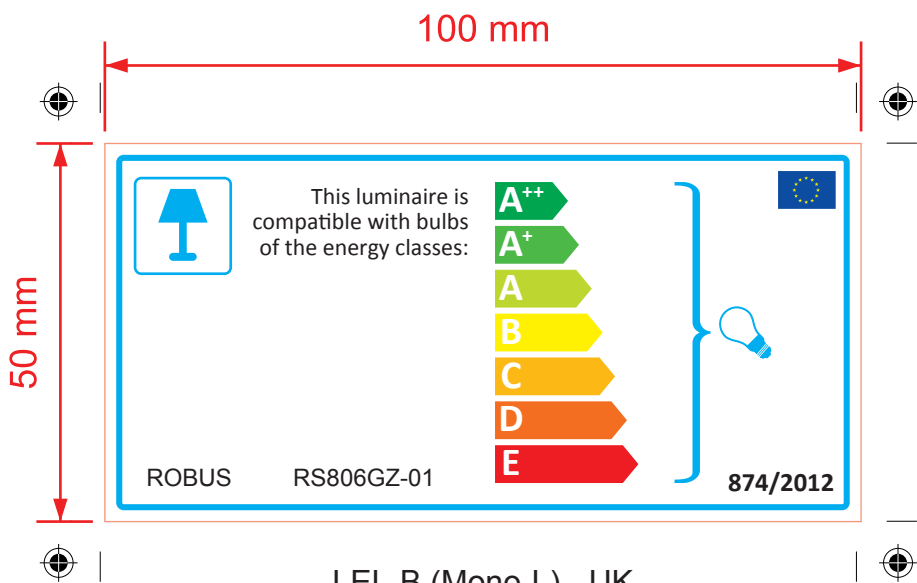 100 mm
50 mm
This luminaire is
compatible with bulbs
of the energy classes:
A++
A+
A
B
C
D
E
ROBUS RS806GZ-01
874/2012